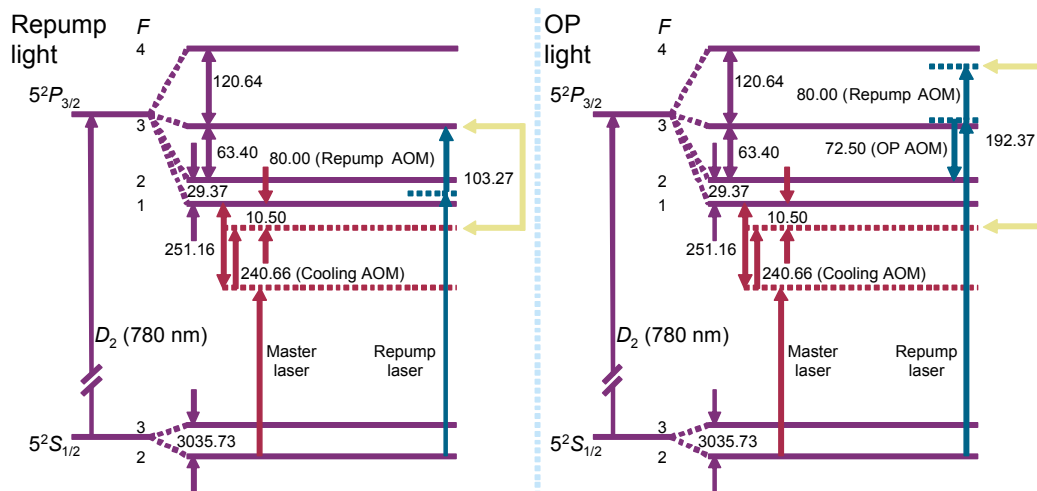 Repump
light
F
4
120.64
5²P3/2
3
63.40
80.00 (Repump AOM)
103.27
2
29.37
1
10.50
251.16
240.66 (Cooling AOM)
D2 (780 nm)
Master
laser
Repump
laser
3
5²S1/2
3035.73
2
OP
light
F
4
120.64
80.00 (Repump AOM)
5²P3/2
3
192.37
63.40
72.50 (OP AOM)
2
29.37
1
10.50
251.16
240.66 (Cooling AOM)
D2 (780 nm)
Master
laser
Repump
laser
3
5²S1/2
3035.73
2